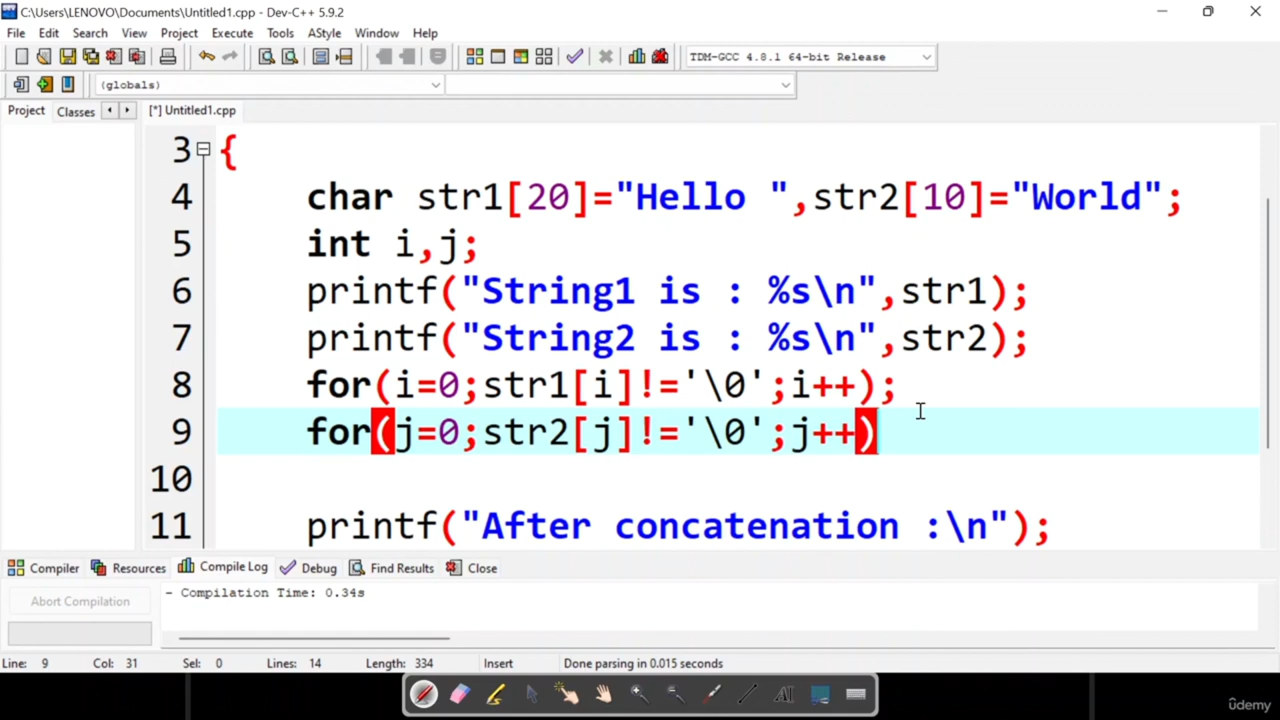 C:\Users\LENOVO\Documents\Untitled1.cpp - Dev-C++ 5.9.2
File Edit Search View Project Execute Tools AStyle Window Help
TDM-GCC 4.8.1 64-bit Release
(globals)
Project Classes [*] Untitled1.cpp
3 {
4 char str1[20]="Hello ",str2[10]="World";
5 int i,j;
6 printf("String1 is : %s\n",str1);
7 printf("String2 is : %s\n",str2);
8 for(i=0;str1[i]!='\0';i++);
9 for(j=0;str2[j]!='\0';j++)
10
11 printf("After concatenation :\n");
Compiler Resources Compile Log Debug Find Results Close
Abort Compilation
- Compilation Time: 0.34s
Line: 9 Col: 31 Sel: 0 Lines: 14 Length: 334 Insert Done parsing in 0.015 seconds
AI
ûdemy